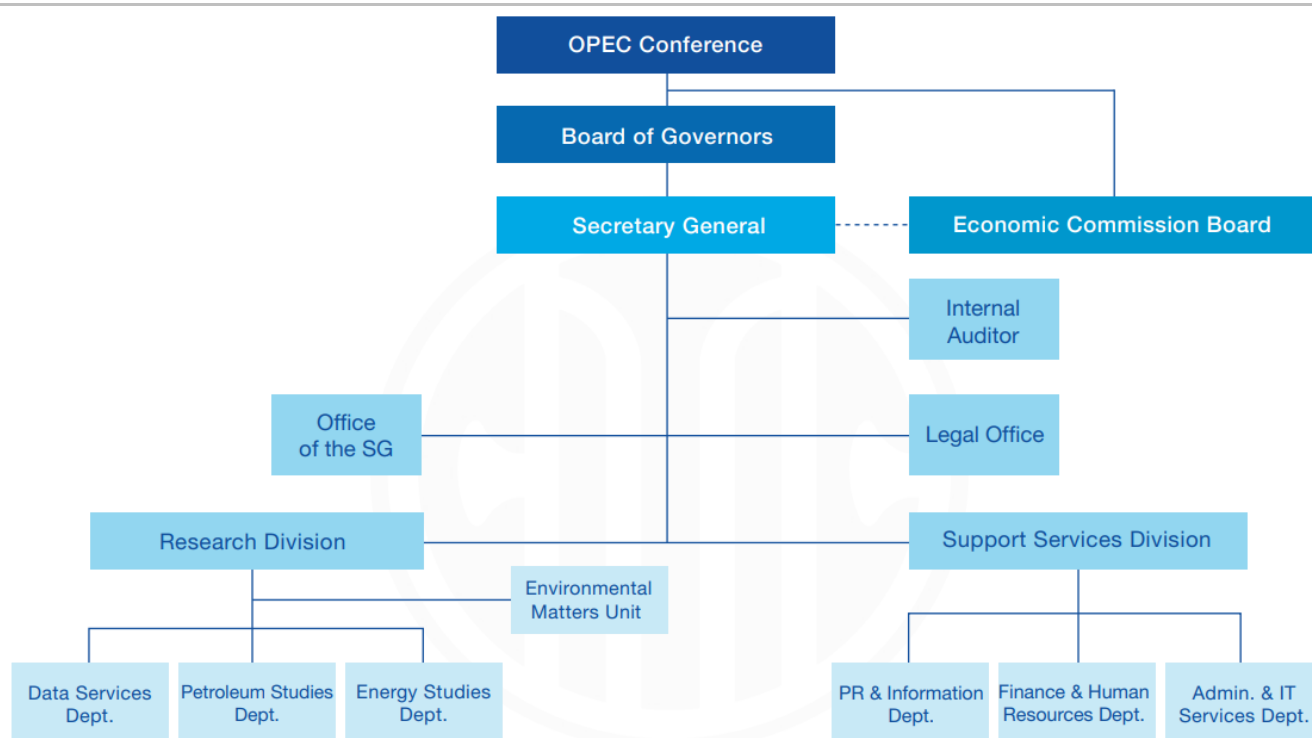 OPEC Conference
Board of Governors
Secretary General
Economic Commission Board
Internal
Auditor
Office
of the SG
Legal Office
Research Division
Support Services Division
Environmental
Matters Unit
Data Services
Dept.
Petroleum Studies
Dept.
Energy Studies
Dept.
PR & Information
Dept.
Finance & Human
Resources Dept.
Admin. & IT
Services Dept.